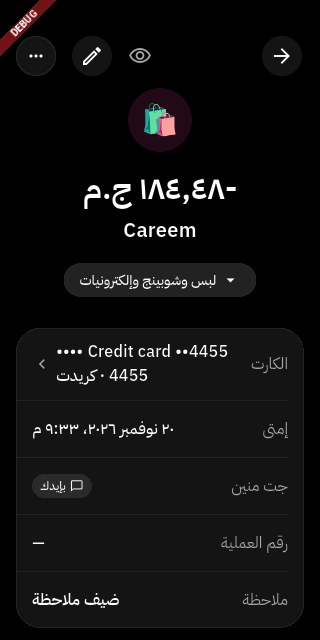 DEBUG
-١٨٤,٤٨ ج.م
Careem
لبس وشوبينج وإلكترونيات
الكارت
•••• Credit card ••4455
4455 · كريدت
إمتى
٢٠ نوفمبر ٢٠٢٦، ٩:٣٣ م
جت منين
بإيدك
رقم العملية
—
ملاحظة
ضيف ملاحظة